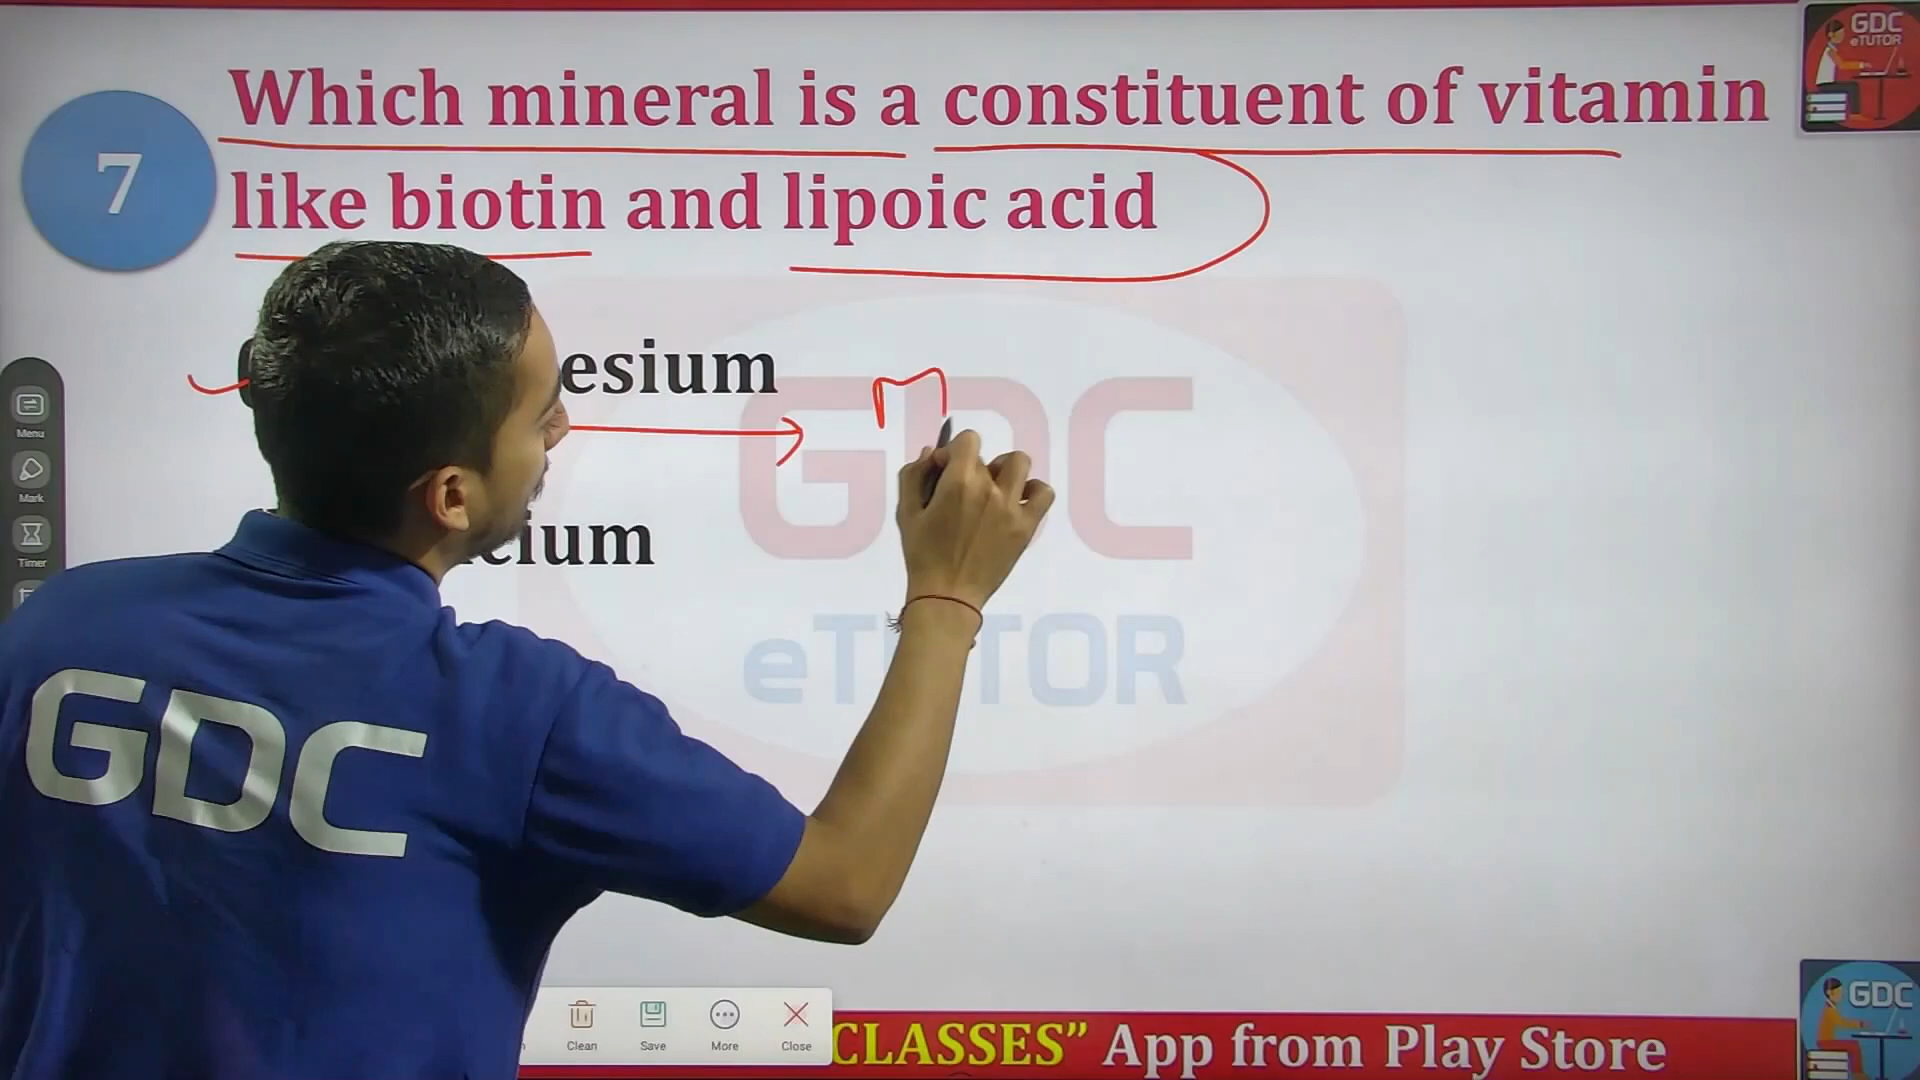 Which mineral is a constituent of vitamin
7
like biotin and lipoic acid
esium
cium
GDC
eTUTOR
GDC
eTUTOR
Menu
Mark
Timer
GDC
Clean
Save
More
Close
CLASSES” App from Play Store
GDC